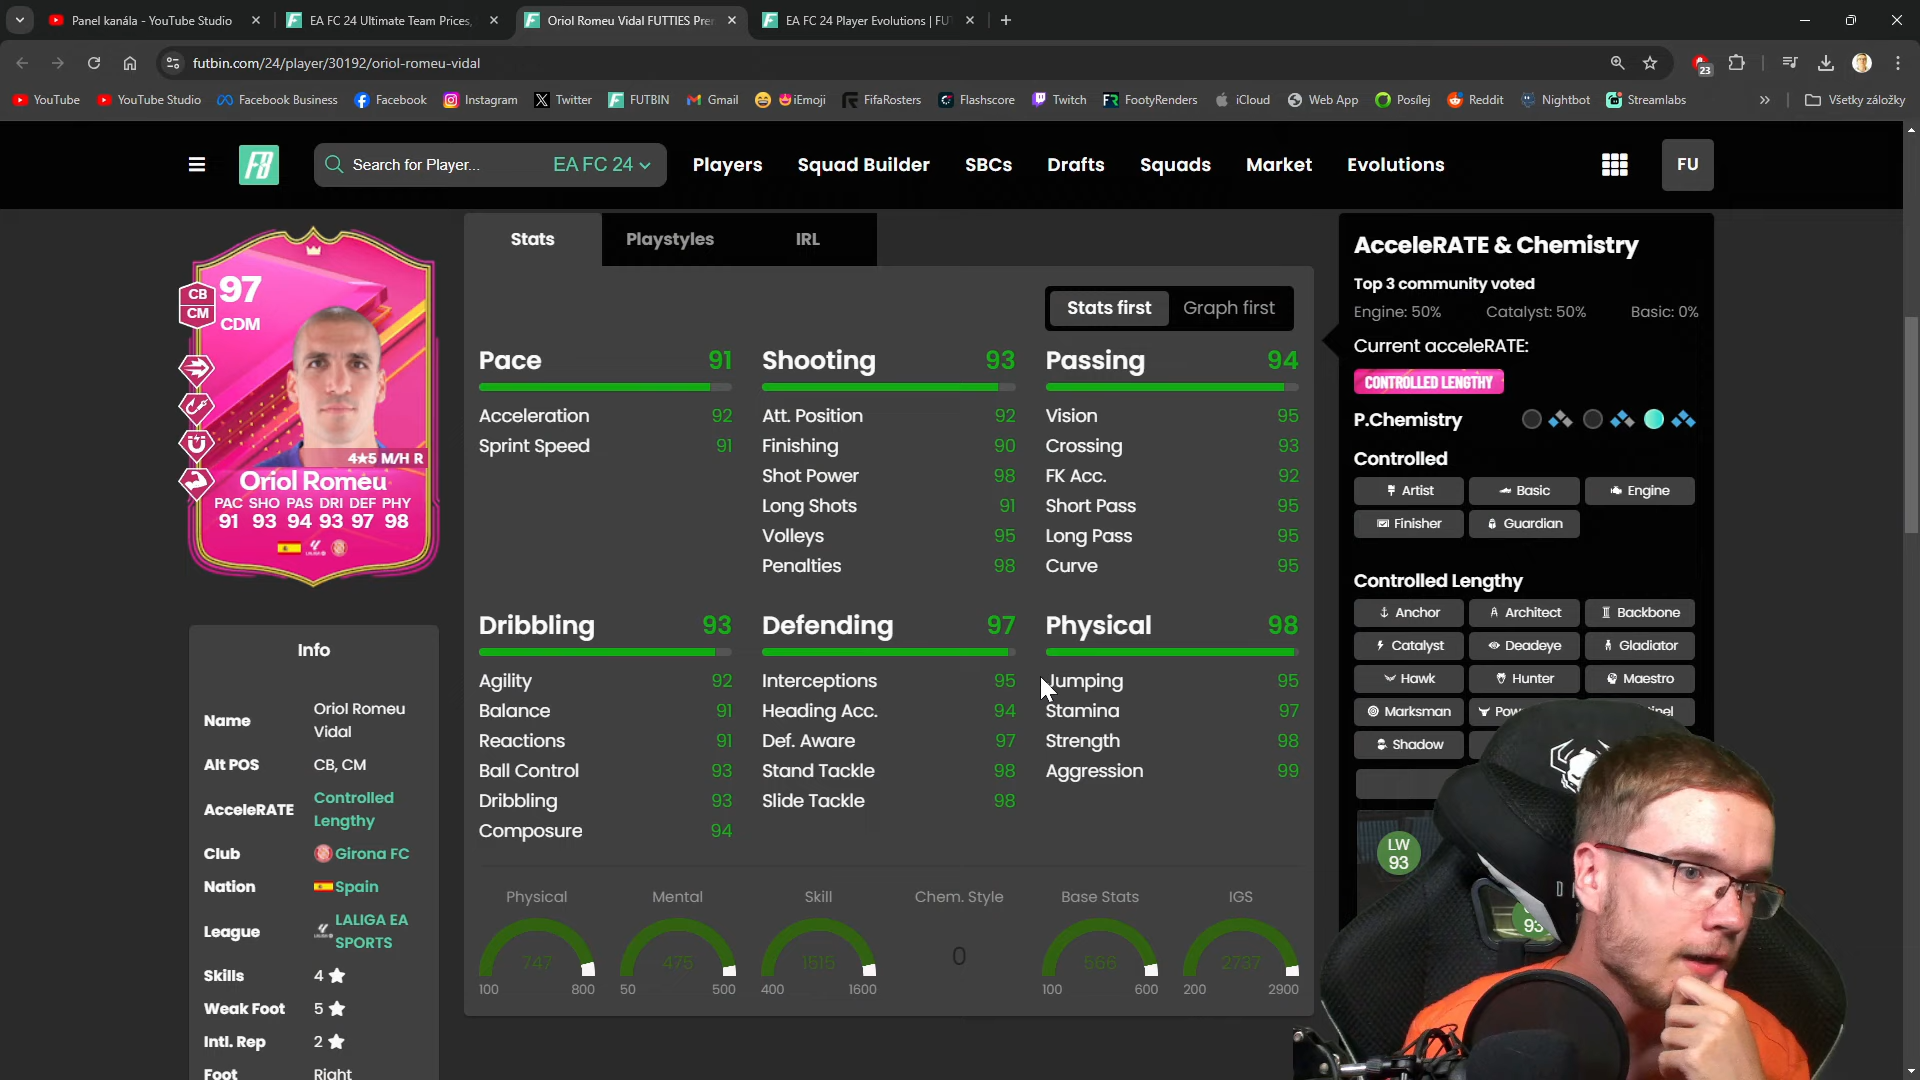 Panel kanála - YouTube Studio
EA FC 24 Ultimate Team Prices,
Oriol Romeu Vidal FUTTIES Pre
EA FC 24 Player Evolutions | FU
futbin.com/24/player/30192/oriol-romeu-vidal
23
YouTube
YouTube Studio
Facebook Business
Facebook
Instagram
Twitter
FUTBIN
Gmail
iEmoji
FifaRosters
Flashscore
Twitch
FootyRenders
iCloud
Web App
Posílej
Reddit
Nightbot
Streamlabs
Všetky záložky
Search for Player...
EA FC 24
Players
Squad Builder
SBCs
Drafts
Squads
Market
Evolutions
FU
97
CB
CM
CDM
4★5 M/H R
Oriol Romeu
PAC SHO PAS DRI DEF PHY
91 93 94 93 97 98
Stats
Playstyles
IRL
Stats first
Graph first
Pace 91
Acceleration 92
Sprint Speed 91
Shooting 93
Att. Position 92
Finishing 90
Shot Power 98
Long Shots 91
Volleys 95
Penalties 98
Passing 94
Vision 95
Crossing 93
FK Acc. 92
Short Pass 95
Long Pass 95
Curve 95
Dribbling 93
Agility 92
Balance 91
Reactions 91
Ball Control 93
Dribbling 93
Composure 94
Defending 97
Interceptions 95
Heading Acc. 94
Def. Aware 97
Stand Tackle 98
Slide Tackle 98
Physical 98
Jumping 95
Stamina 97
Strength 98
Aggression 99
Physical
747
100 800
Mental
475
50 500
Skill
1515
400 1600
Chem. Style
0
Base Stats
566
100 600
IGS
2737
200 2900
Info
Name Oriol Romeu Vidal
Alt POS CB, CM
AcceleRATE Controlled Lengthy
Club Girona FC
Nation Spain
League LALIGA EA SPORTS
Skills 4
Weak Foot 5
Intl. Rep 2
Foot Right
AcceleRATE & Chemistry
Top 3 community voted
Engine: 50% Catalyst: 50% Basic: 0%
Current acceleRATE:
CONTROLLED LENGTHY
P.Chemistry
Controlled
Artist Basic Engine
Finisher Guardian
Controlled Lengthy
Anchor Architect Backbone
Catalyst Deadeye Gladiator
Hawk Hunter Maestro
Marksman
Shadow
LW
93
93